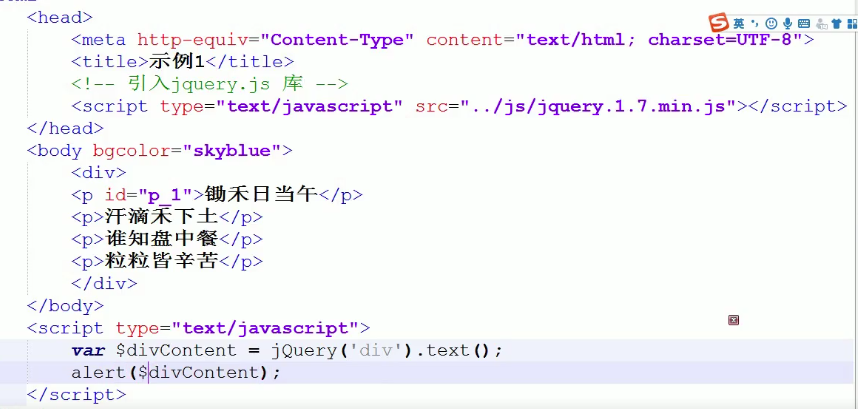 <head>
<meta http-equiv="Content-Type" content="text/html; charset=UTF-8">
<title>示例1</title>
<!-- 引入jquery.js 库 -->
<script type="text/javascript" src="../js/jquery.1.7.min.js"></script>
</head>
<body bgcolor="skyblue">
<div>
<p id="p_1">锄禾日当午</p>
<p>汗滴禾下土</p>
<p>谁知盘中餐</p>
<p>粒粒皆辛苦</p>
</div>
</body>
<script type="text/javascript">
var $divContent = jQuery('div').text();
alert($divContent);
</script>
S 英